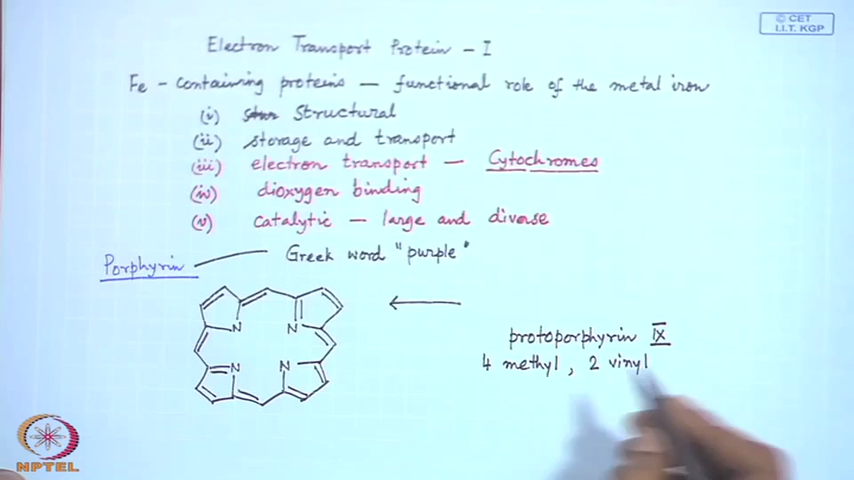 © CET
I.I.T. KGP
Electron Transport Protein - I
Fe - containing proteins — functional role of the metal iron
(i) Structural
(ii) storage and transport
(iii) electron transport — Cytochromes
(iv) dioxygen binding
(v) catalytic — large and diverse
Porphyrin — Greek word "purple"
N N
protoporphyrin IX
4 methyl, 2 vinyl
N N
NPTEL